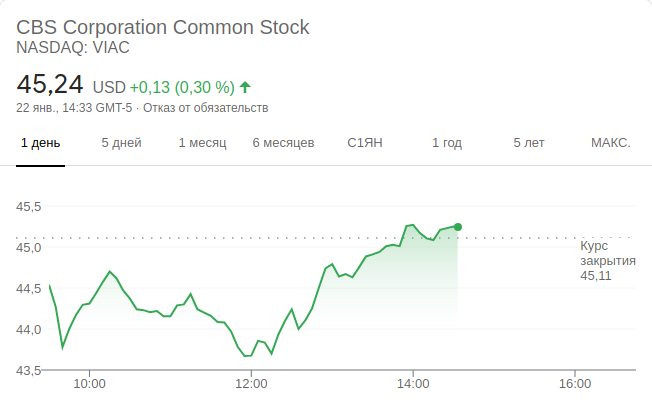 CBS Corporation Common Stock
NASDAQ: VIAC
45,24 USD +0,13 (0,30 %)
22 янв., 14:33 GMT-5 · Отказ от обязательств
1 день 5 дней 1 месяц 6 месяцев С1ЯН 1 год 5 лет МАКС.
45,5
45,0
44,5
44,0
43,5
Курс
закрытия
45,11
10:00 12:00 14:00 16:00